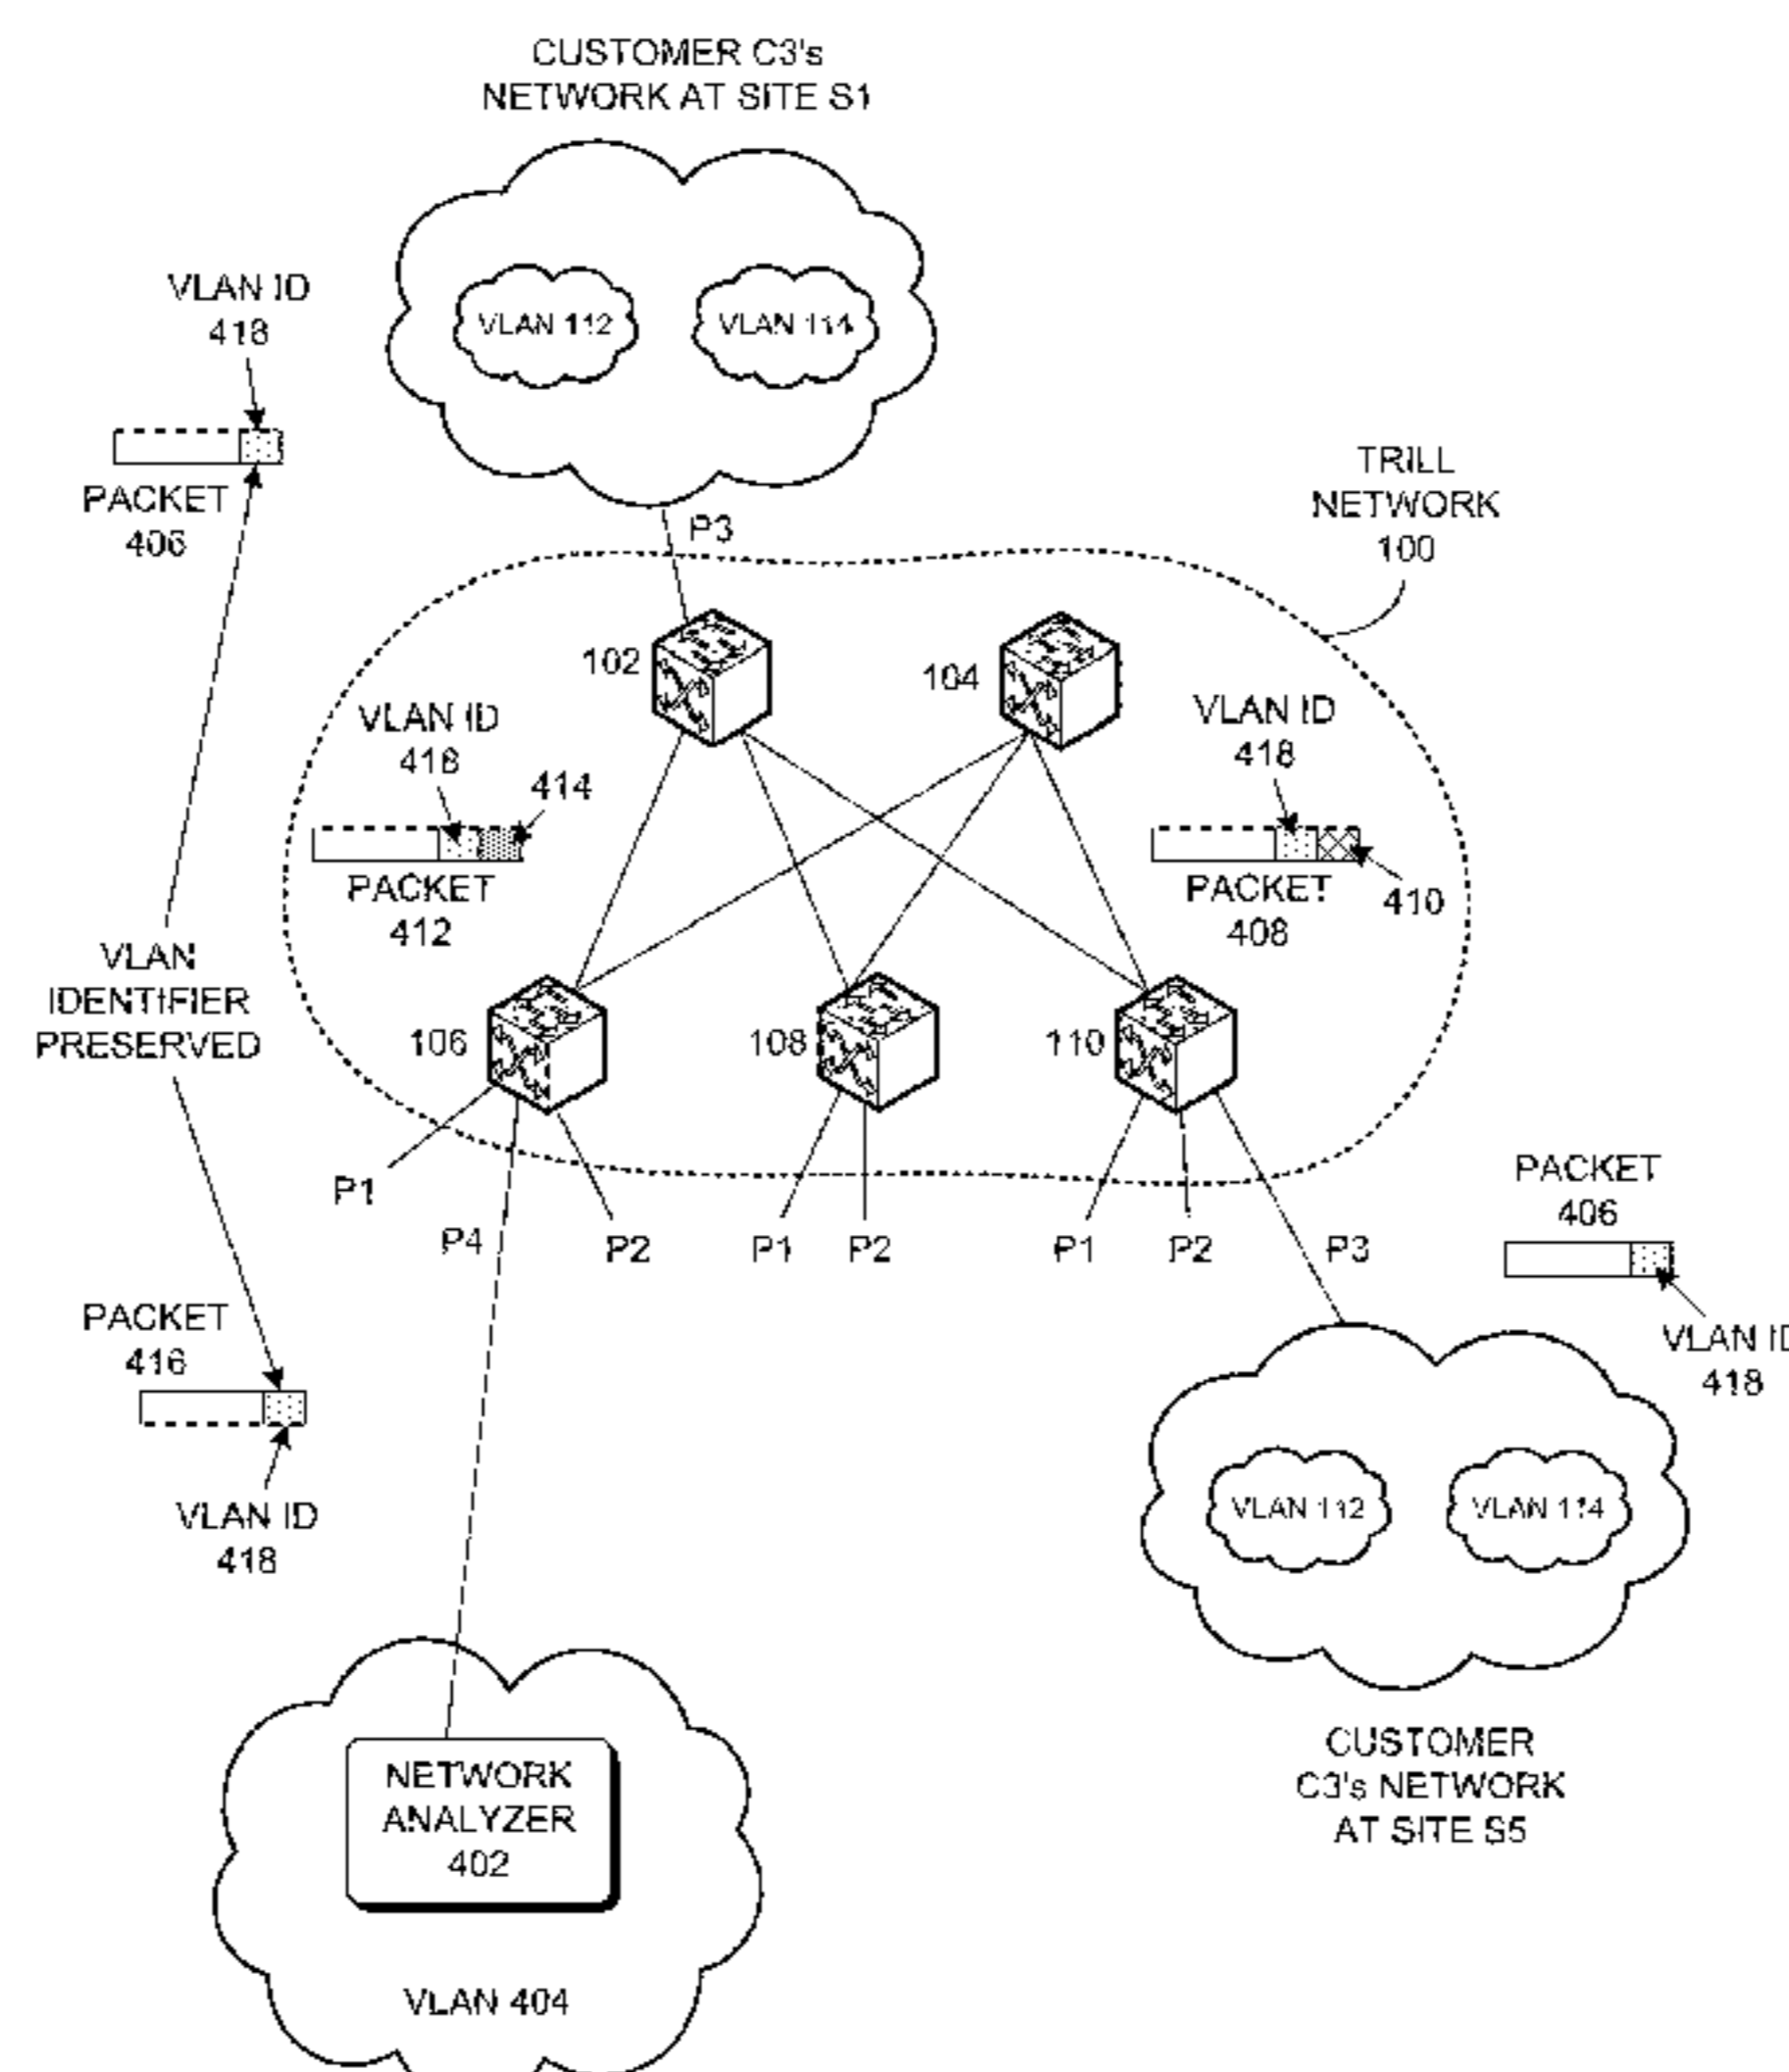 CUSTOMER C3's
NETWORK AT SITE S1
VLAN ID
418
VLAN 112
VLAN 114
PACKET
406
TRILL
NETWORK
100
P3
102
104
VLAN ID
418
414
VLAN ID
418
PACKET
412
PACKET
408
410
VLAN
IDENTIFIER
PRESERVED
106
108
110
P1
P4
P2
P1
P2
P1
P2
P3
PACKET
406
VLAN ID
418
PACKET
416
VLAN ID
418
VLAN 112
VLAN 114
CUSTOMER
C3's NETWORK
AT SITE S5
NETWORK
ANALYZER
402
VLAN 404